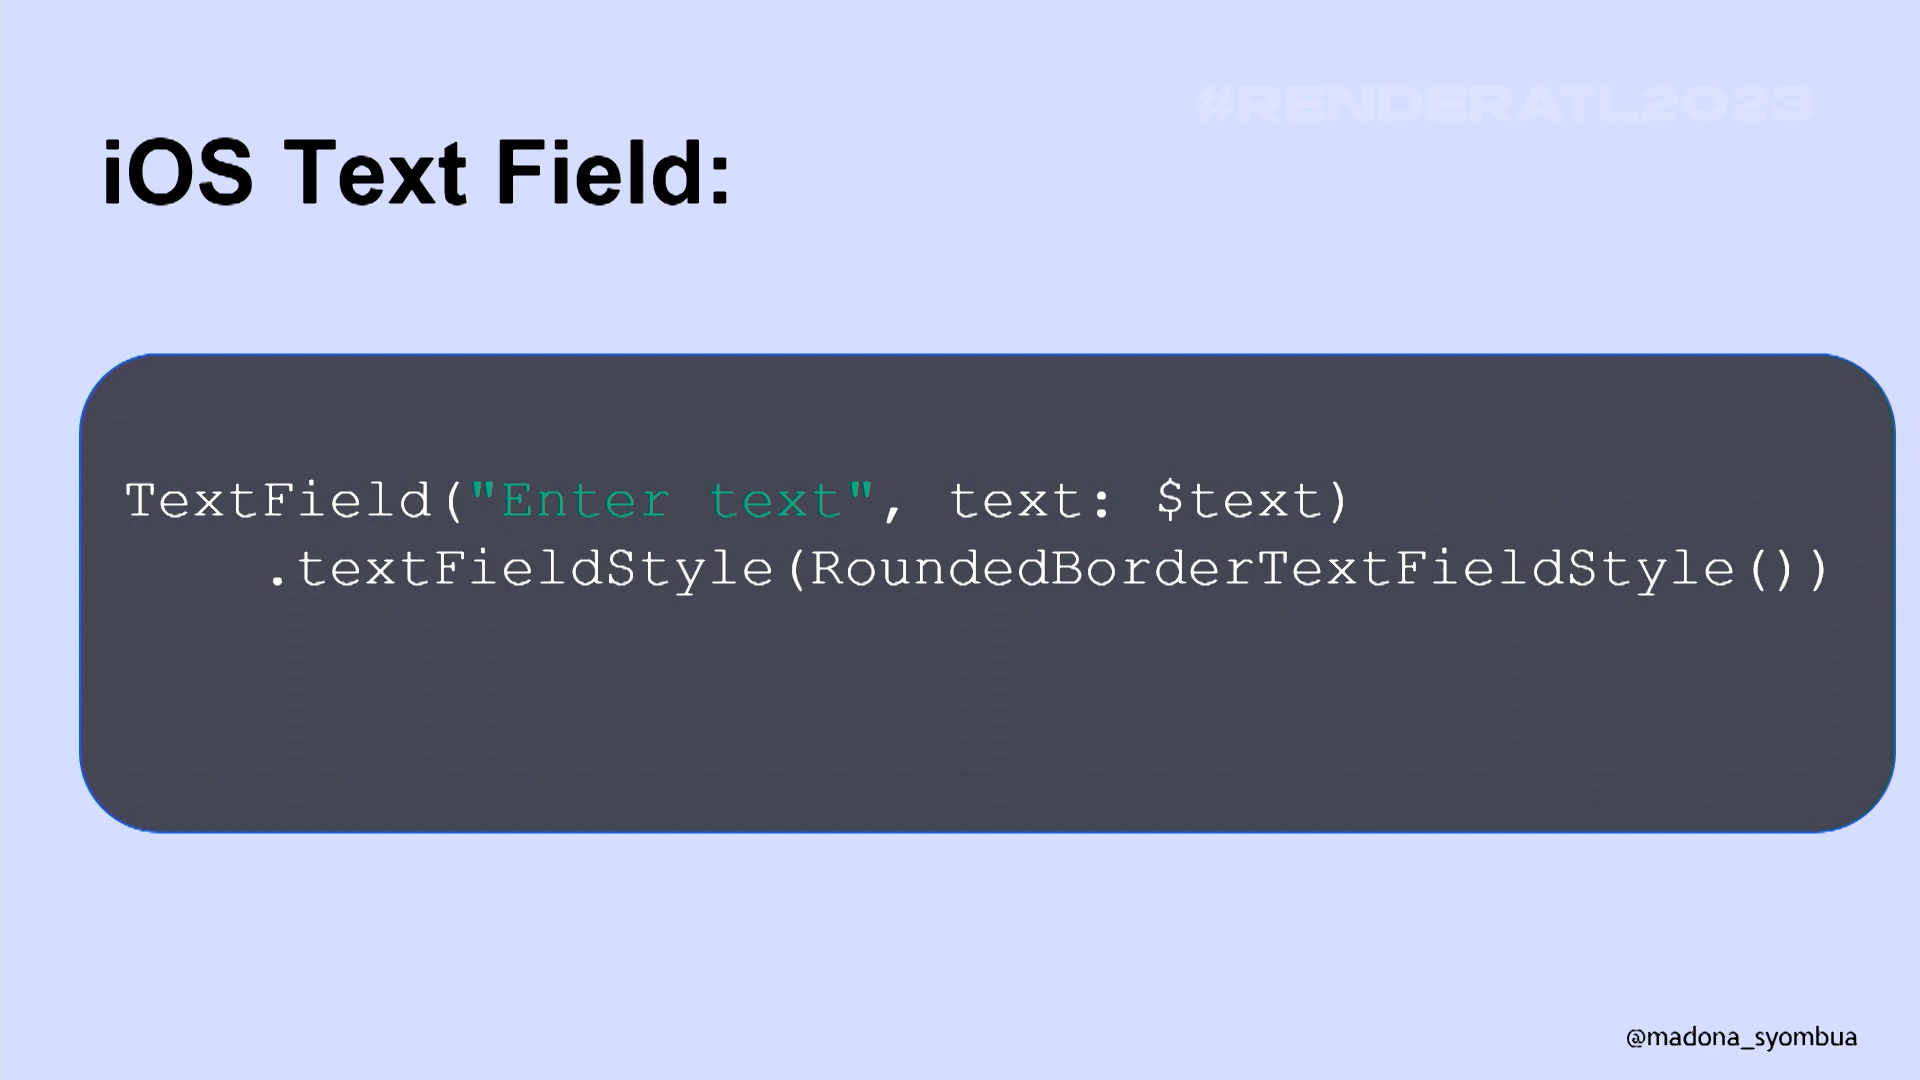 #RENDERATL2023
iOS Text Field:
TextField("Enter text", text: $text)
    .textFieldStyle(RoundedBorderTextFieldStyle())
@madona_syombua